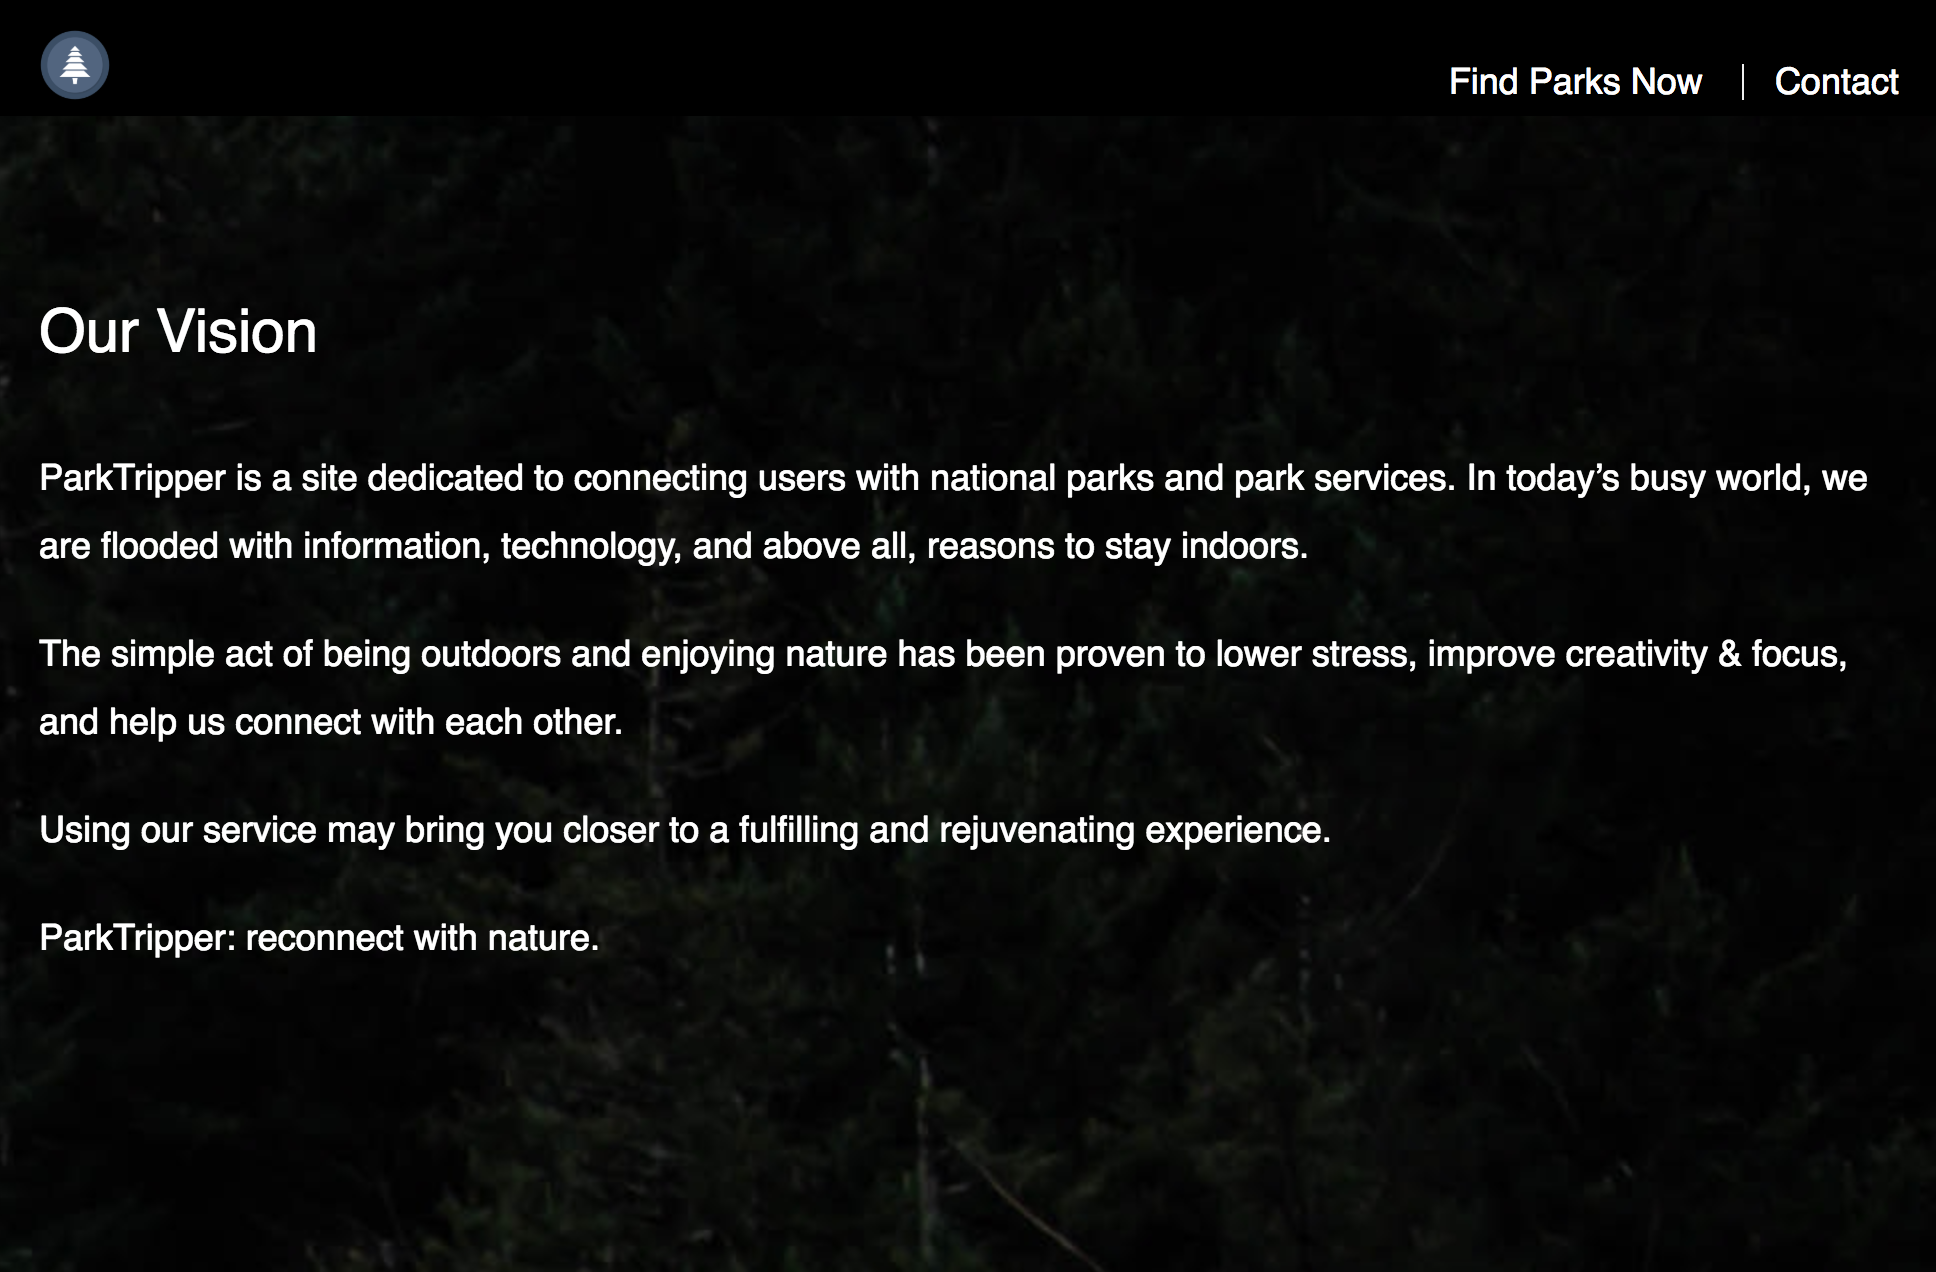 Find Parks Now
Contact
Our Vision
ParkTripper is a site dedicated to connecting users with national parks and park services. In today’s busy world, we
are flooded with information, technology, and above all, reasons to stay indoors.
The simple act of being outdoors and enjoying nature has been proven to lower stress, improve creativity & focus,
and help us connect with each other.
Using our service may bring you closer to a fulfilling and rejuvenating experience.
ParkTripper: reconnect with nature.